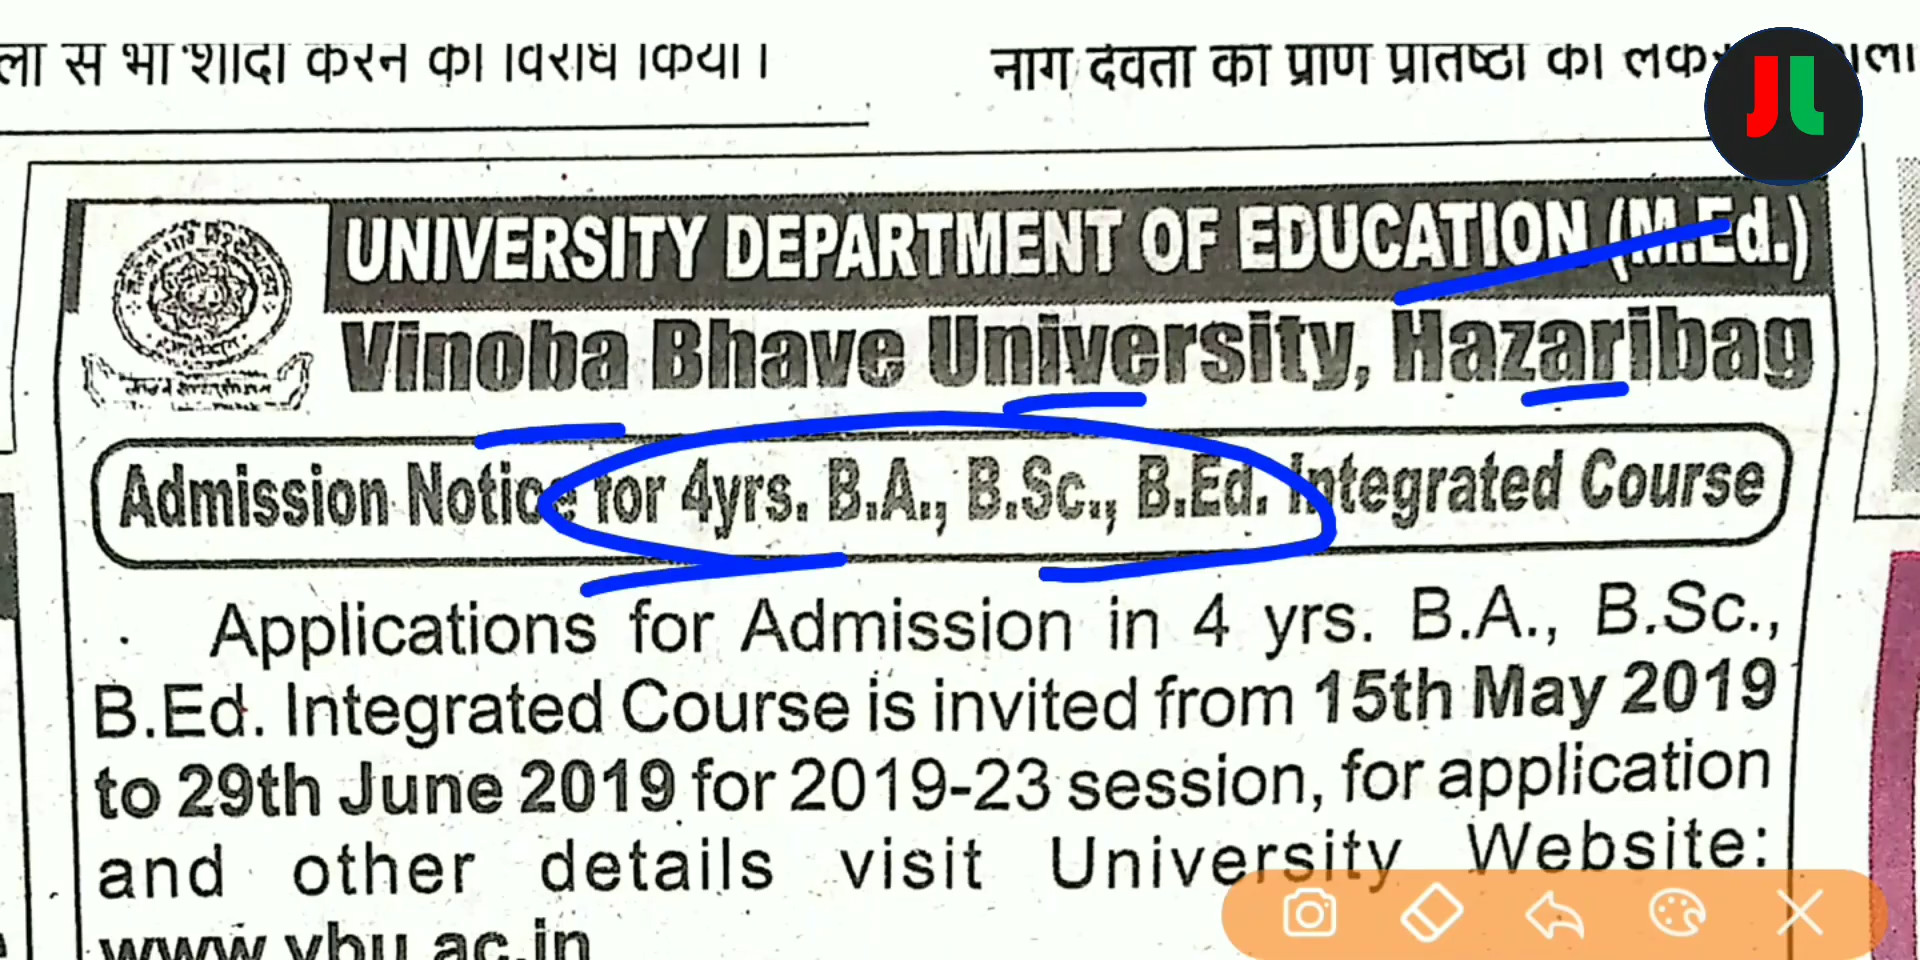 नाग देवता की प्राण
UNIVERSITY DEPARTMENT OF EDUCATION (M.Ed.)
Vinoba Bhave University, Hazaribag
Admission Notice for 4yrs. B.A., B.Sc., B.Ed. Integrated Course
Applications for Admission in 4 yrs. B.A., B.Sc.,
B.Ed. Integrated Course is invited from 15th May 2019
to 29th June 2019 for 2019-23 session, for application
and other details visit University Website:
www.vbu.ac.in